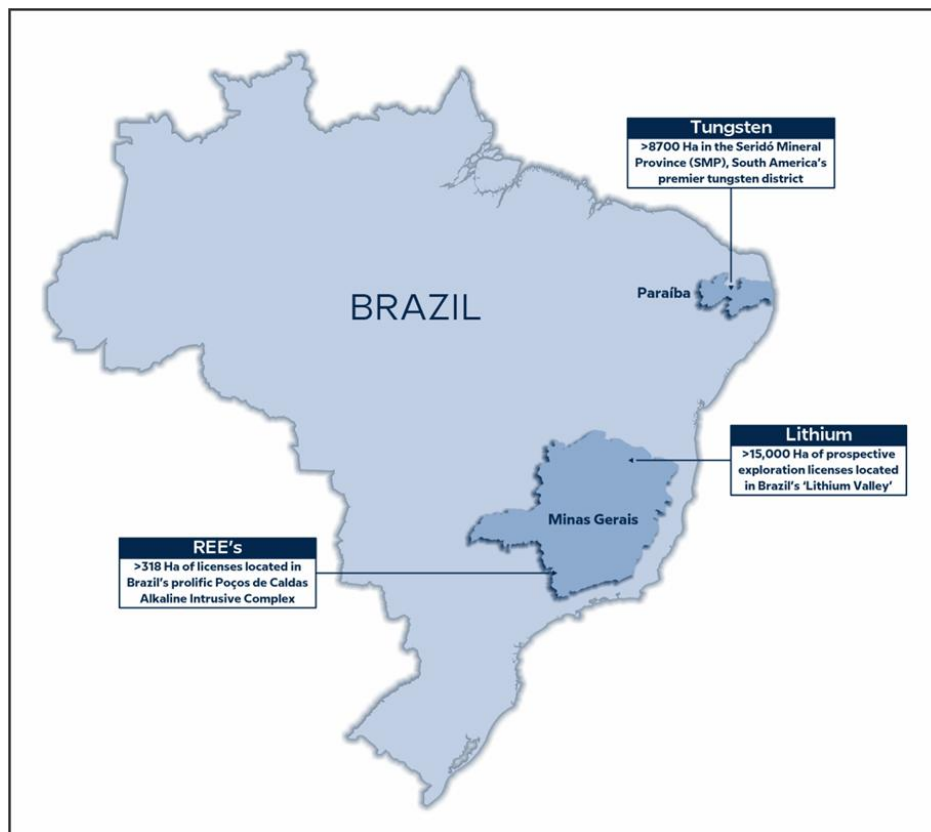 Tungsten
>8700 Ha in the Seridó Mineral
Province (SMP), South America’s
premier tungsten district
Paraíba
BRAZIL
Lithium
>15,000 Ha of prospective
exploration licenses located
in Brazil’s ‘Lithium Valley’
Minas Gerais
REE’s
>318 Ha of licenses located in
Brazil’s prolific Poços de Caldas
Alkaline Intrusive Complex